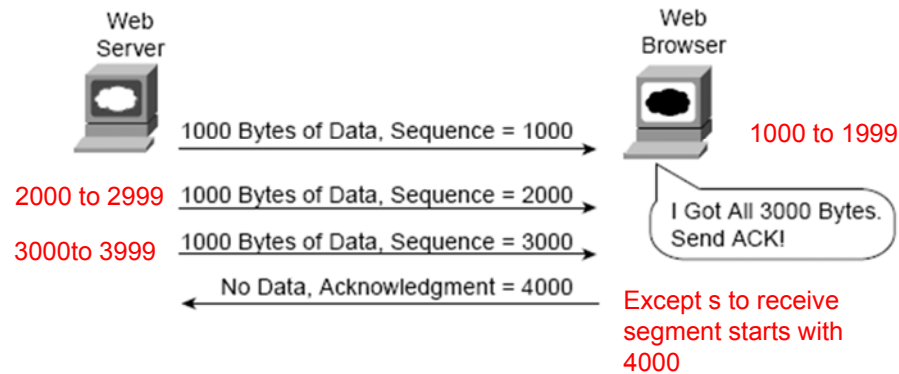 Web
Server
Web
Browser
1000 Bytes of Data, Sequence = 1000
1000 to 1999
2000 to 2999
1000 Bytes of Data, Sequence = 2000
I Got All 3000 Bytes.
Send ACK!
3000to 3999
1000 Bytes of Data, Sequence = 3000
No Data, Acknowledgment = 4000
Except s to receive
segment starts with
4000